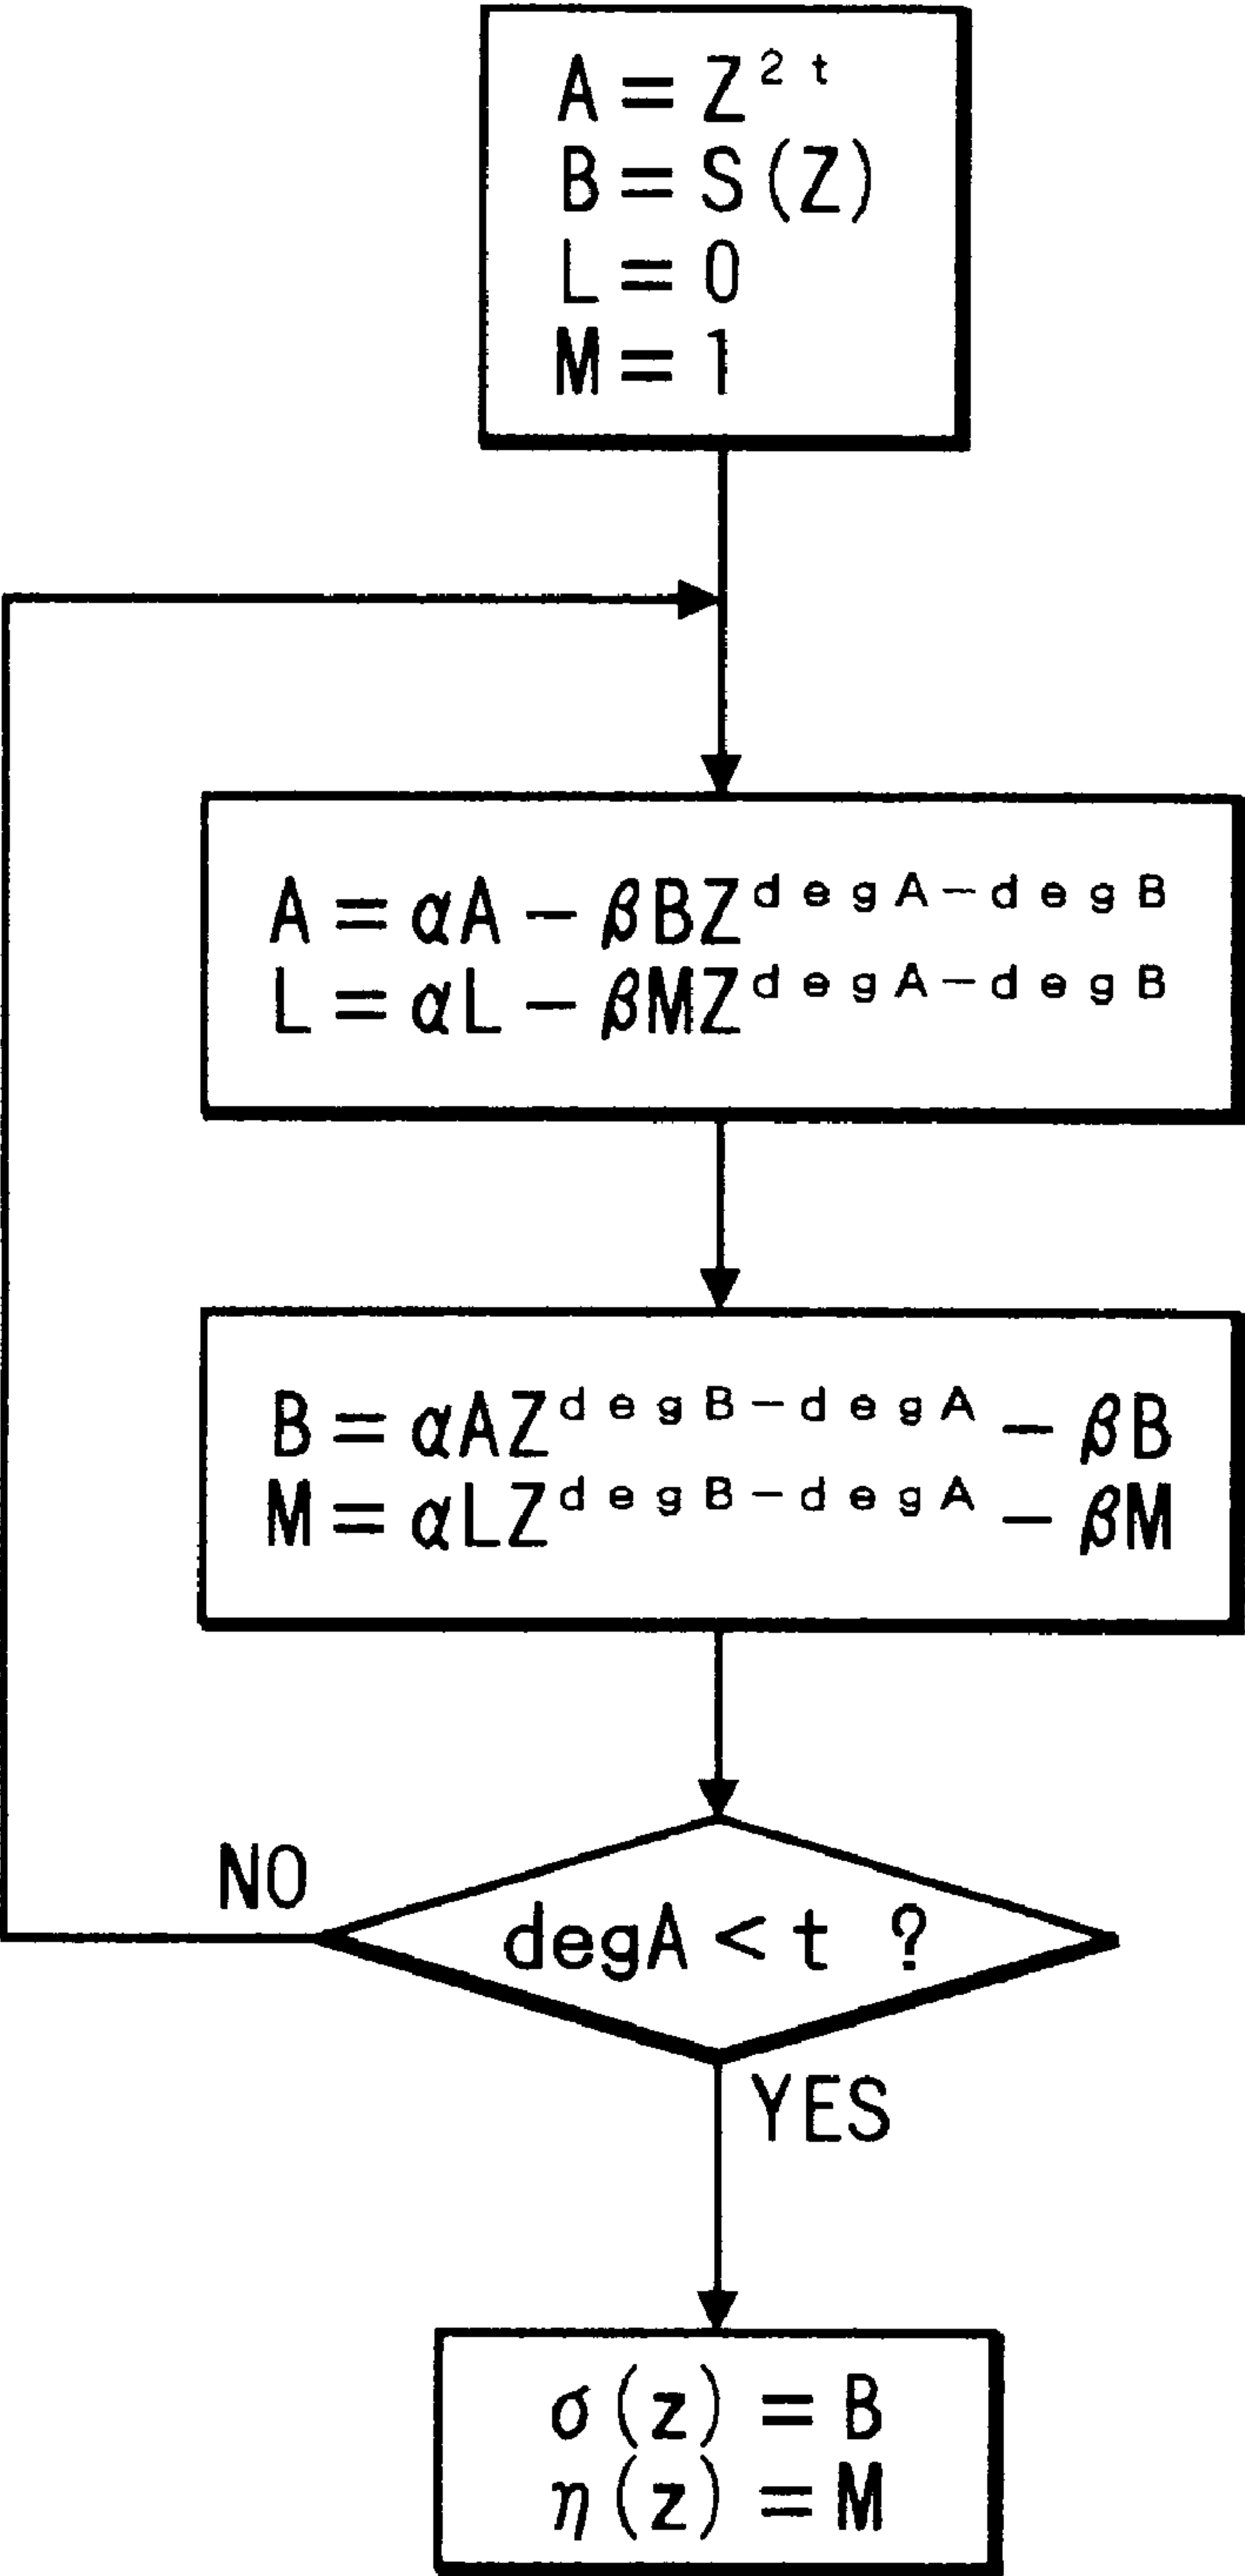 A = Z^{2t}
B = S(Z)
L = 0
M = 1
A = αA − βBZ^{degA−degB}
L = αL − βMZ^{degA−degB}
B = αAZ^{degB−degA} − βB
M = αLZ^{degB−degA} − βM
NO
degA < t ?
YES
σ(z) = B
η(z) = M